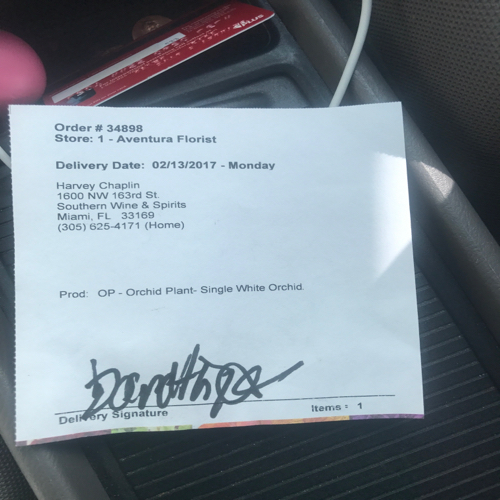 Order # 34898
Store: 1 - Aventura Florist
Delivery Date: 02/13/2017 - Monday
Harvey Chaplin
1600 NW 163rd St.
Southern Wine & Spirits
Miami, FL 33169
(305) 625-4171 (Home)
Prod: OP - Orchid Plant- Single White Orchid.
Delivery Signature
Items = 1